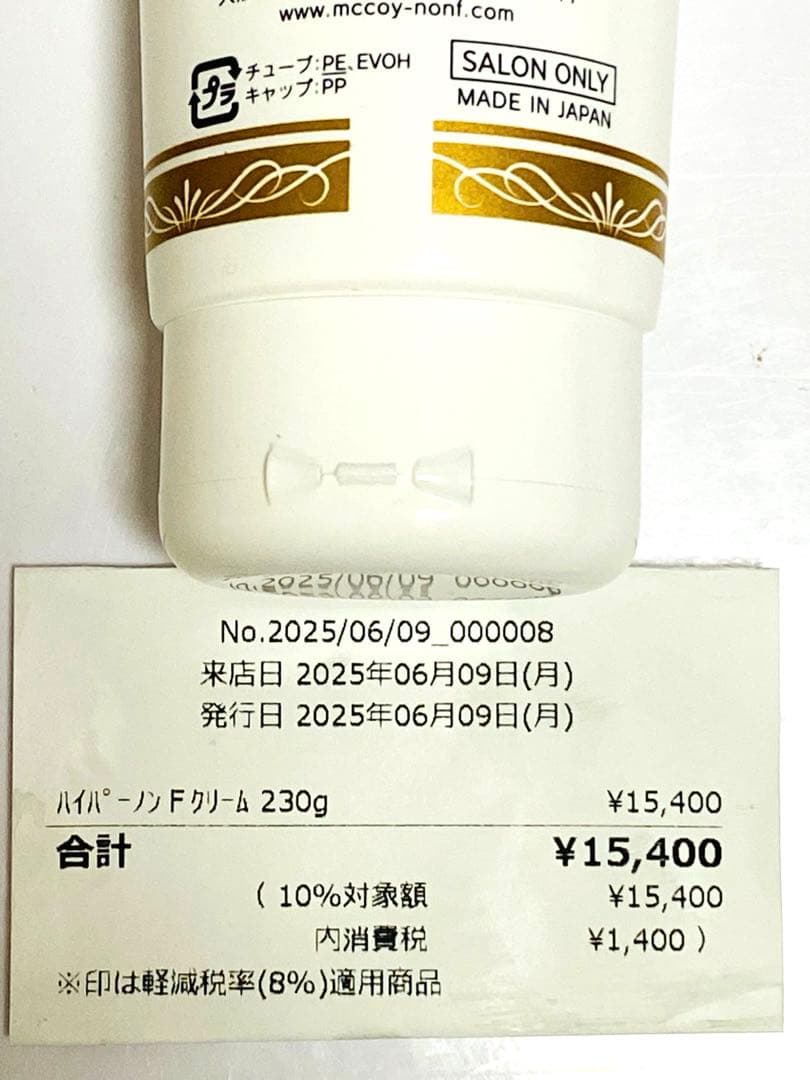 www.mccoy-nonf.com
プラ
チューブ:PE、EVOH
キャップ:PP
SALON ONLY
MADE IN JAPAN
No.2025/06/09_000008
来店日 2025年06月09日(月)
発行日 2025年06月09日(月)
ﾊｲﾊﾟｰﾉﾝFｸﾘｰﾑ 230g ¥15,400
合計 ¥15,400
( 10%対象額 ¥15,400
内消費税 ¥1,400 )
※印は軽減税率(8%)適用商品